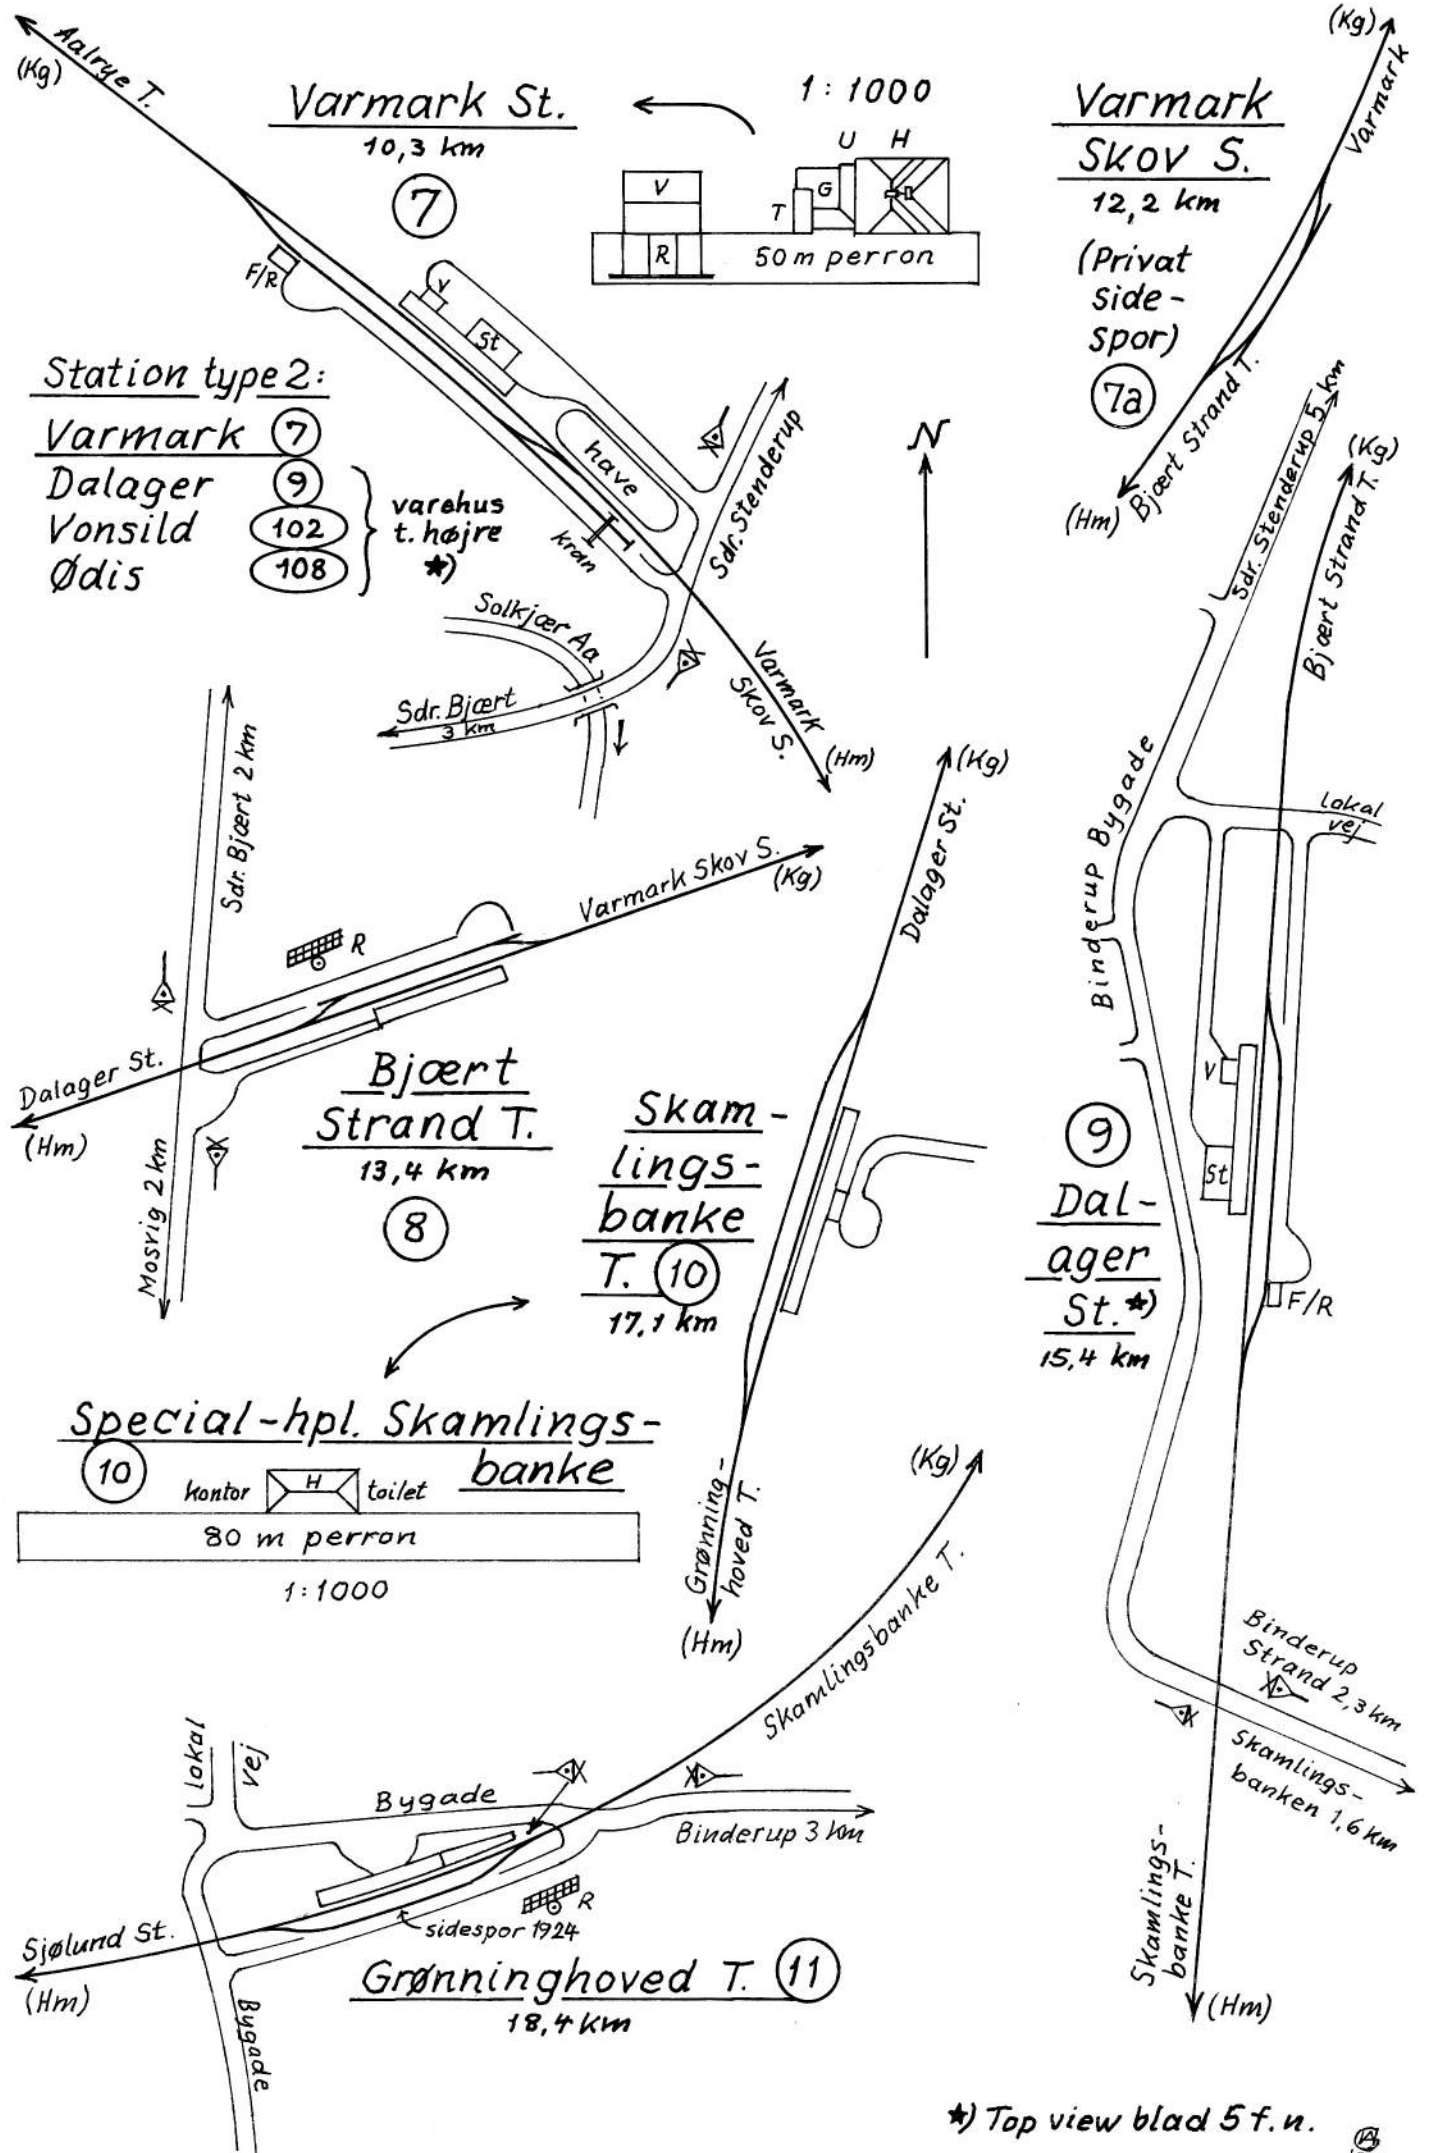 (Kg)
Aalrye T.
Varmark St.
10,3 km
7
1:1000
U H
V
G
T
R
50 m perron
Varmark
Skov S.
12,2 km
(Privat
side-
spor)
7a
(Kg)
Varmark
Bjært Strand T.
(Hm)
F/R
V
St
have
kran
Sdr. Stenderup
Station type 2:
Varmark 7
Dalager 9
Vonsild 102
Ødis 108
varehus
t. højre
*)
N
Solkjær Aa
Sdr. Bjært
3 km
Varmark
Skov S.
(Hm)
Sdr. Stenderup 5 km
(Kg)
Bjært Strand T.
Binderup Bygade
lokal
vej
V
St
F/R
9
Dal-
ager
St.*)
15,4 km
Binderup
Strand 2,3 km
Skamlings-
banken 1,6 km
Skamlings-
banke T.
(Hm)
Sdr. Bjært 2 km
R
Varmark Skov S.
(Kg)
Dalager St.
(Hm)
Mosvig 2 km
Bjært
Strand T.
13,4 km
8
(Kg)
Dalager St.
Skam-
lings-
banke
T. 10
17,1 km
Grønning-
hoved T.
(Hm)
Special-hpl. Skamlings-
banke
10
kontor H toilet
80 m perron
1:1000
(Kg)
Skamlingsbanke T.
lokal
vej
Bygade
Binderup 3 km
R
sidespor 1924
Sjølund St.
(Hm)
Bygade
Grønninghoved T. 11
18,4 km
*) Top view blad 5 f.n.